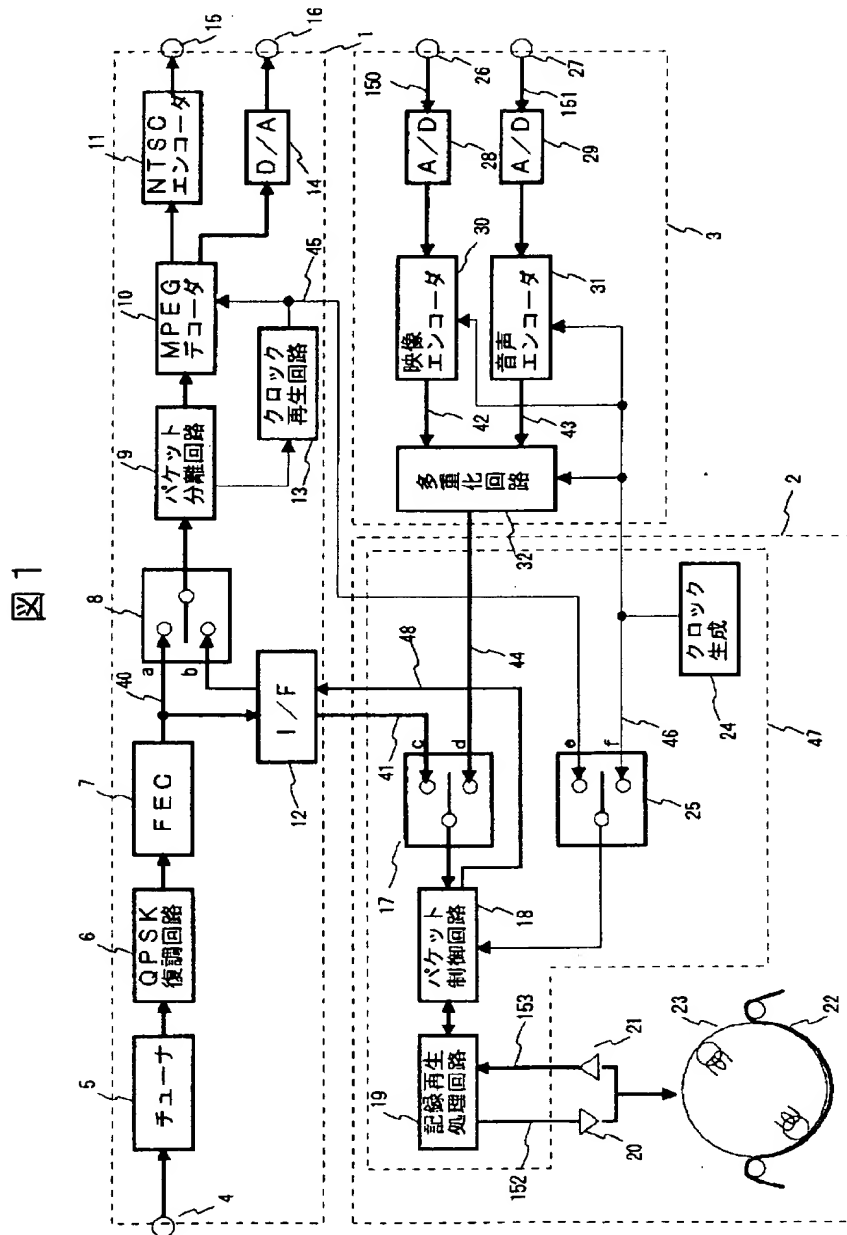 図1
4
5
チューナ
6
QPSK
復調回路
7
FEC
40
a
b
8
9
パケット
分離回路
10
MPEG
デコーダ
11
NTSC
エンコーダ
15
16
D/A
14
1
45
クロック
再生回路
13
I/F
12
41
48
c
d
17
パケット
制御回路
18
19
記録再生
処理回路
152
153
20
21
22
23
e
f
25
46
クロック
生成
24
47
2
44
32
多重化回路
42
43
映像
エンコーダ
30
音声
エンコーダ
31
A/D
28
A/D
29
150
26
151
27
3